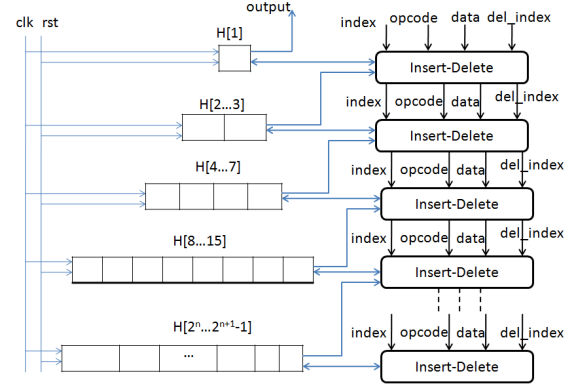 output
clk rst
H[1]
index opcode data del_index
Insert-Delete
H[2...3]
index opcode data del_index
Insert-Delete
H[4...7]
index opcode data del_index
Insert-Delete
H[8...15]
index opcode data del_index
Insert-Delete
H[2ⁿ...2ⁿ⁺¹-1]
...
index opcode data del_index
Insert-Delete